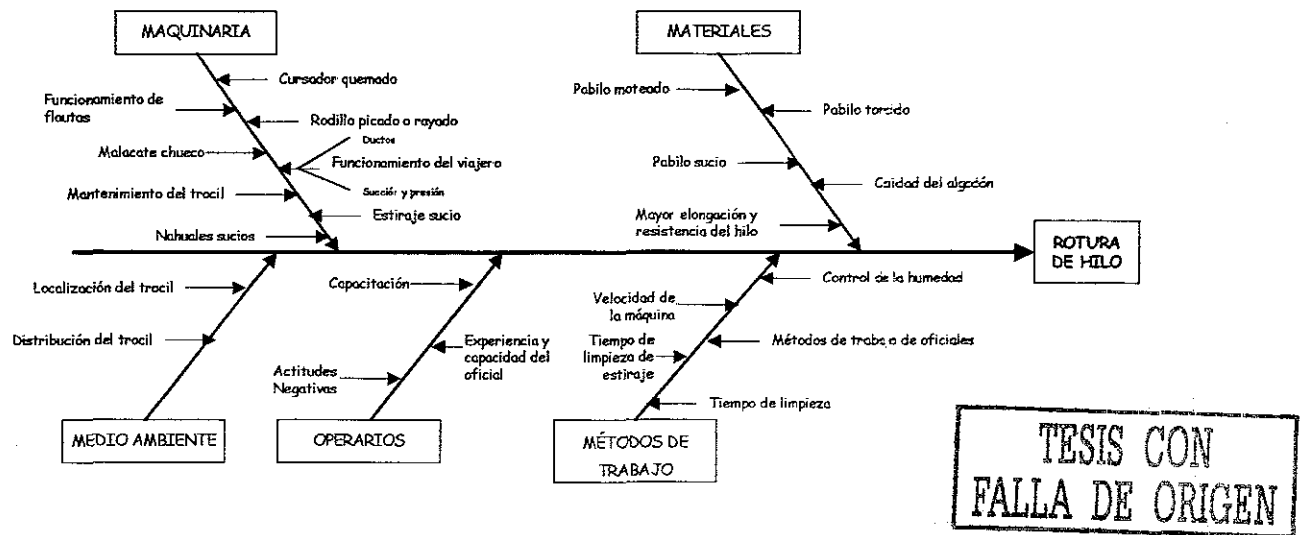 MAQUINARIA
Cursador quemado
Funcionamiento de
flautas
Rodillo picado o rayado
Ductos
Malacate chueco
Funcionamiento del viajero
Mantenimiento del trocil
Succión y presión
Estiraje sucio
Nahuales sucios
MATERIALES
Pabilo moteado
Pabilo torcido
Pabilo sucio
Calidad del algodón
Mayor elongación y
resistencia del hilo
ROTURA
DE HILO
Localización del trocil
Distribución del trocil
MEDIO AMBIENTE
Capacitación
Experiencia y
capacidad del
oficial
Actitudes
Negativas
OPERARIOS
Control de la humedad
Velocidad de
la máquina
Métodos de trabajo de oficiales
Tiempo de
limpieza de
estiraje
Tiempo de limpieza
MÉTODOS DE
TRABAJO
TESIS CON
FALLA DE ORIGEN